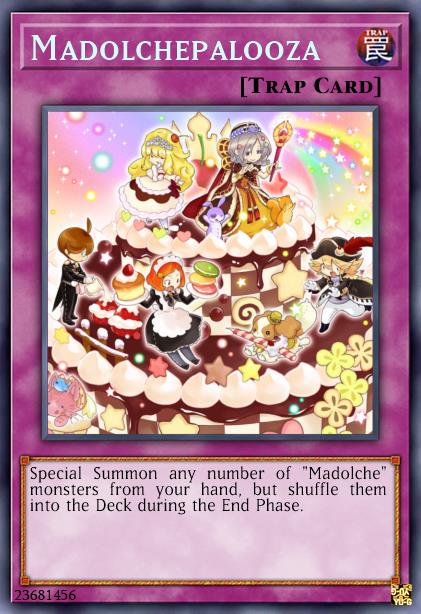 Madolchepalooza
TRAP
罠
[Trap Card]
Special Summon any number of "Madolche"
monsters from your hand, but shuffle them
into the Deck during the End Phase.
23681456